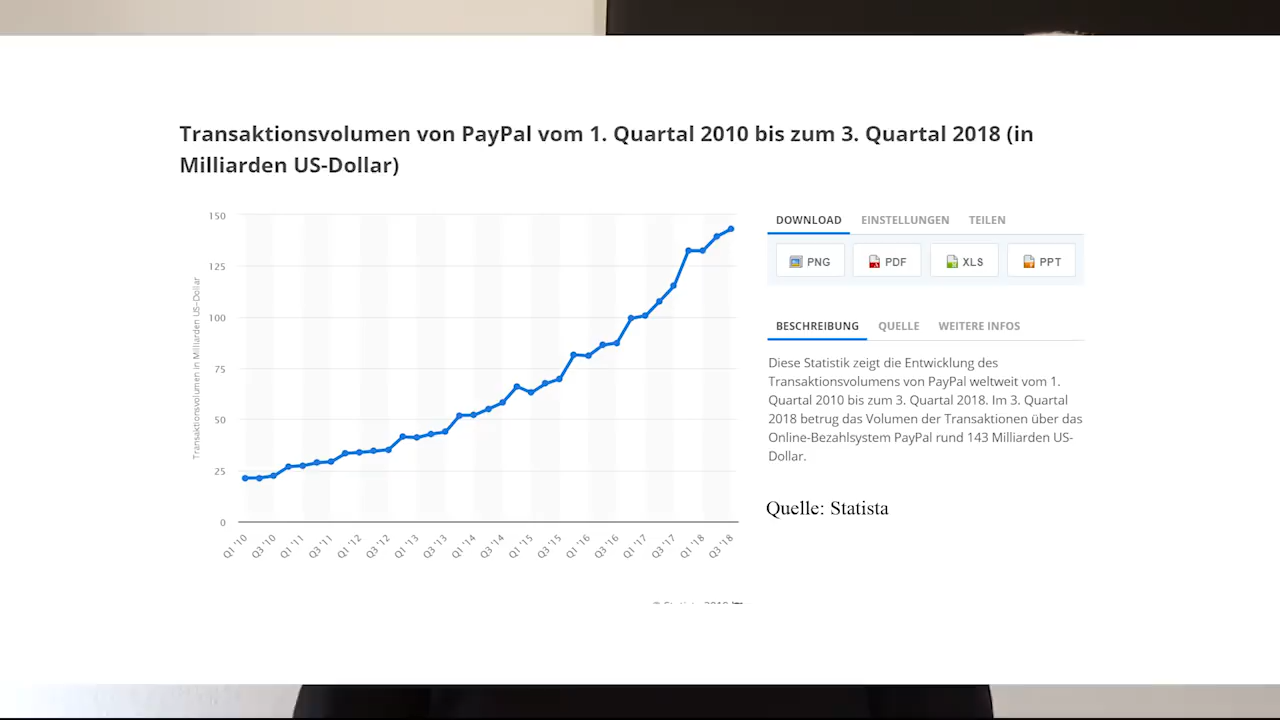 Transaktionsvolumen von PayPal vom 1. Quartal 2010 bis zum 3. Quartal 2018 (in
Milliarden US-Dollar)
Transaktionsvolumen in Milliarden US-Dollar
150
125
100
75
50
25
0
Q1 '10
Q3 '10
Q1 '11
Q3 '11
Q1 '12
Q3 '12
Q1 '13
Q3 '13
Q1 '14
Q3 '14
Q1 '15
Q3 '15
Q1 '16
Q3 '16
Q1 '17
Q3 '17
Q1 '18
Q3 '18
DOWNLOAD EINSTELLUNGEN TEILEN
PNG PDF XLS PPT
BESCHREIBUNG QUELLE WEITERE INFOS
Diese Statistik zeigt die Entwicklung des
Transaktionsvolumens von PayPal weltweit vom 1.
Quartal 2010 bis zum 3. Quartal 2018. Im 3. Quartal
2018 betrug das Volumen der Transaktionen über das
Online-Bezahlsystem PayPal rund 143 Milliarden US-
Dollar.
Quelle: Statista